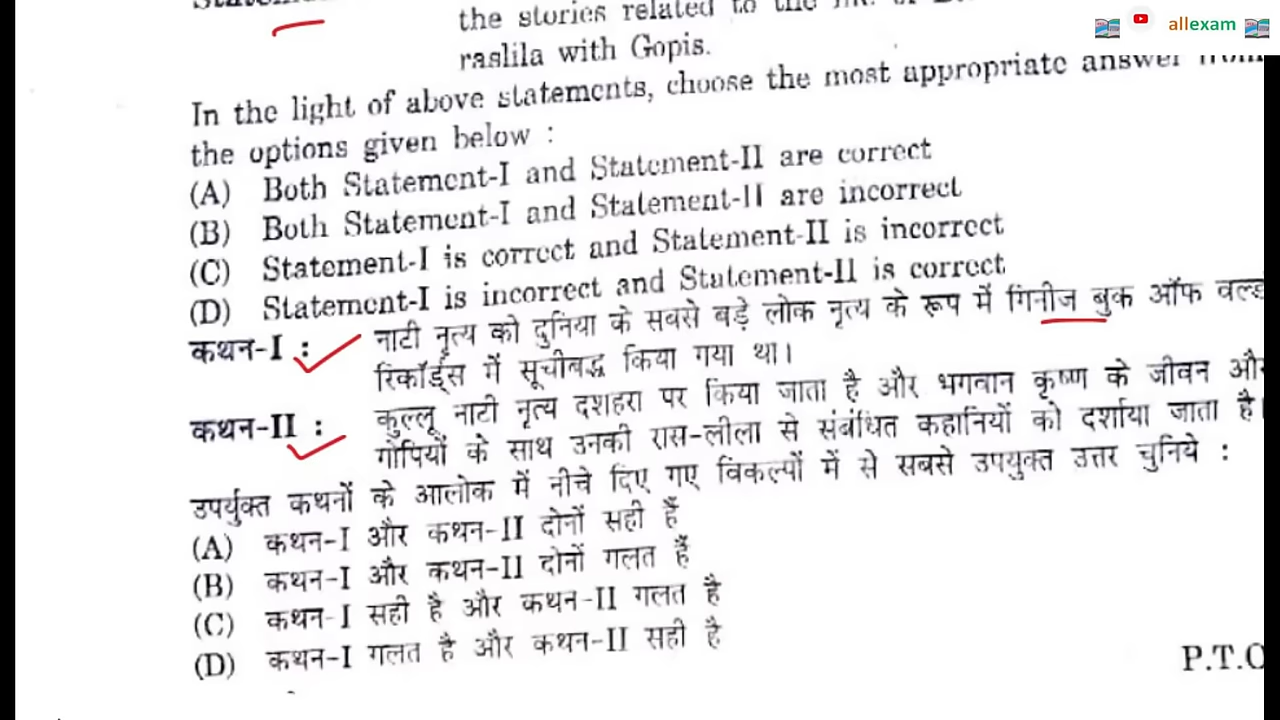 allexam
the stories related to the
raslila with Gopis.
In the light of above statements, choose the most appropriate answer from
the options given below :
(A) Both Statement-I and Statement-II are correct
(B) Both Statement-I and Statement-II are incorrect
(C) Statement-I is correct and Statement-II is incorrect
(D) Statement-I is incorrect and Statement-II is correct
कथन-I : नाटी नृत्य को दुनिया के सबसे बड़े लोक नृत्य के रूप में गिनीज बुक ऑफ वर्ल्ड
रिकॉर्ड्स में सूचीबद्ध किया गया था।
कथन-II : कुल्लू नाटी नृत्य दशहरा पर किया जाता है और भगवान कृष्ण के जीवन और
गोपियों के साथ उनकी रास-लीला से संबंधित कहानियों को दर्शाया जाता है।
उपर्युक्त कथनों के आलोक में नीचे दिए गए विकल्पों में से सबसे उपयुक्त उत्तर चुनिये :
(A) कथन-I और कथन-II दोनों सही हैं
(B) कथन-I और कथन-II दोनों गलत हैं
(C) कथन-I सही है और कथन-II गलत है
(D) कथन-I गलत है और कथन-II सही है
P.T.O